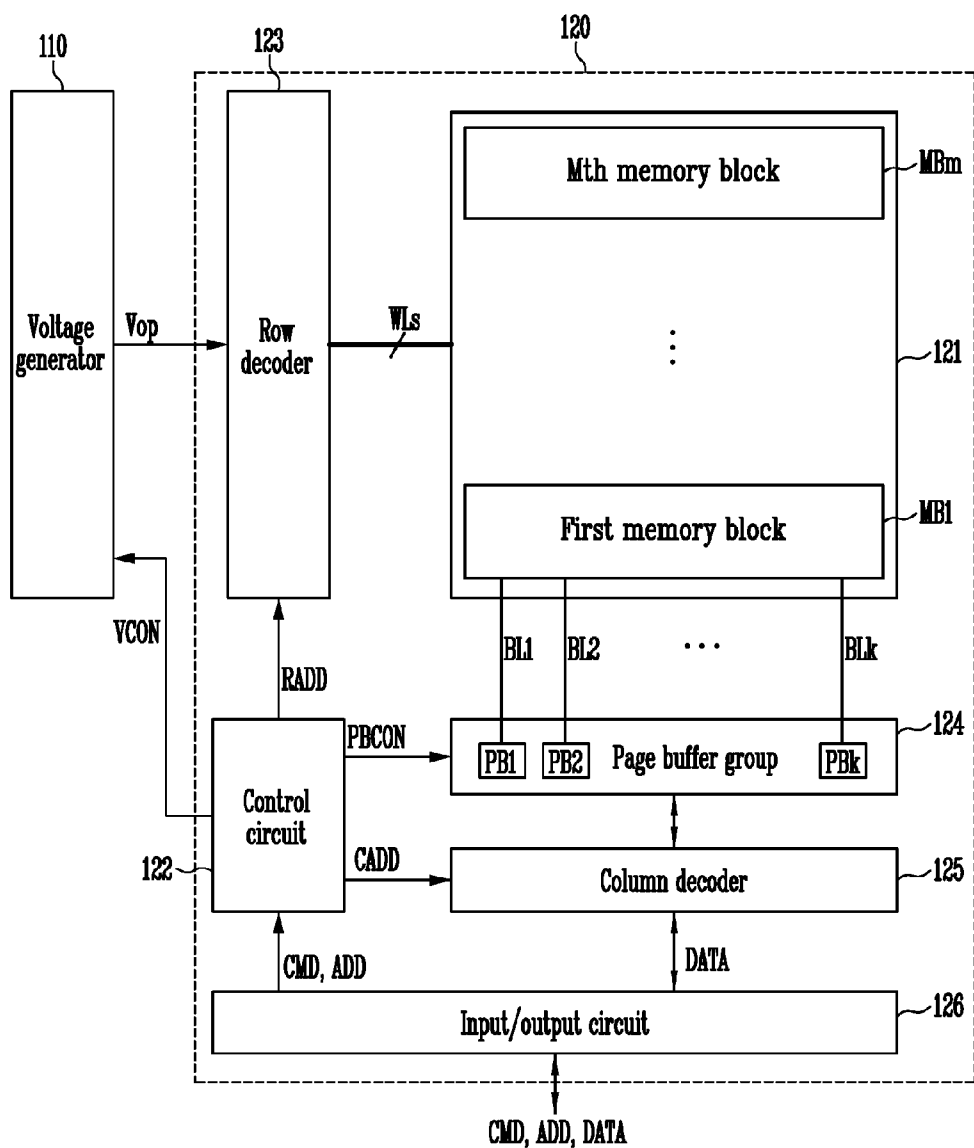 120
110
123
Mth memory block
MBm
Voltage
generator
Vop
Row
decoder
WLs
121
First memory block
MB1
VCON
RADD
BL1
BL2
BLk
PBCON
124
PB1
PB2
Page buffer group
PBk
Control
circuit
122
CADD
Column decoder
125
CMD, ADD
DATA
Input/output circuit
126
CMD, ADD, DATA